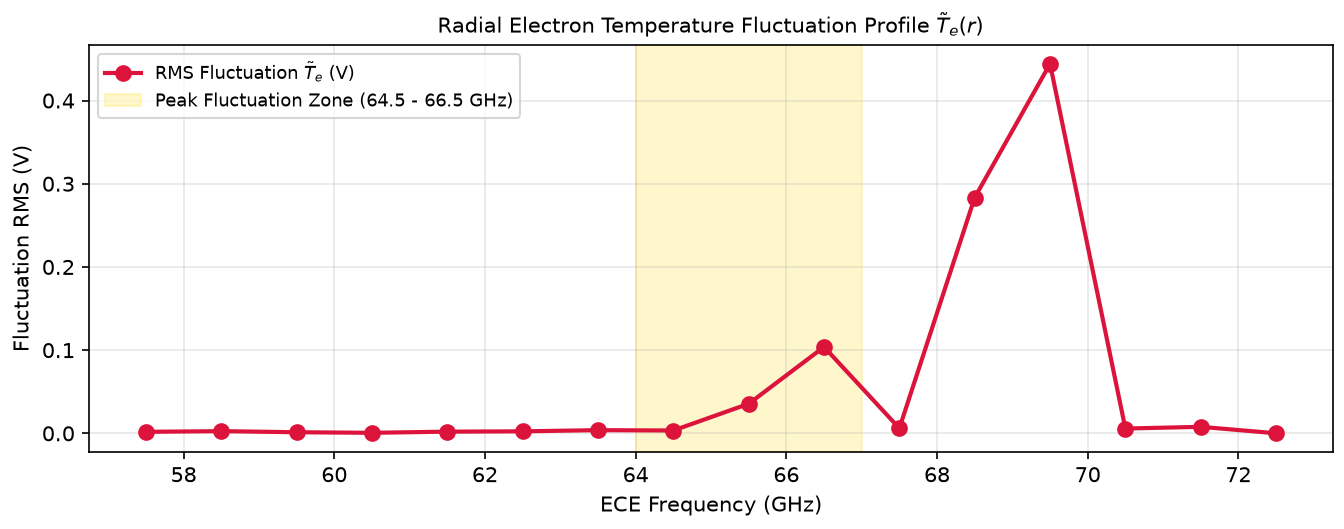 Radial Electron Temperature Fluctuation Profile T̃ₑ(r)
RMS Fluctuation T̃ₑ (V)
Peak Fluctuation Zone (64.5 - 66.5 GHz)
Fluctuation RMS (V)
0.4
0.3
0.2
0.1
0.0
58 60 62 64 66 68 70 72
ECE Frequency (GHz)